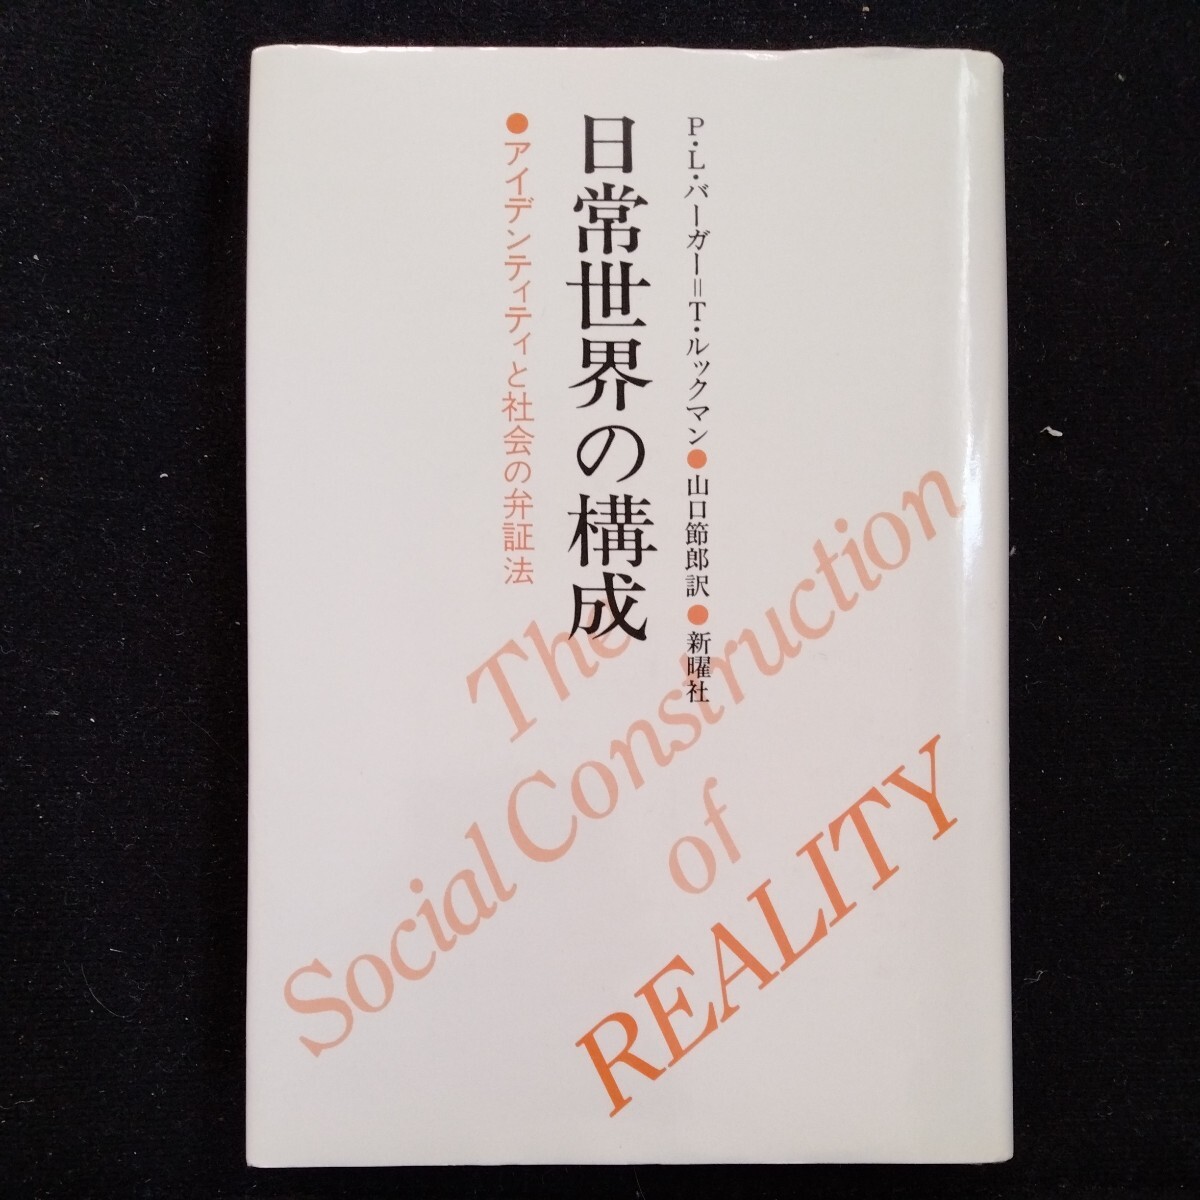 P・L・バーガー=T・ルックマン●山口節郎訳●新曜社
日常世界の構成
●アイデンティティと社会の弁証法
The
Social Construction
of
REALITY